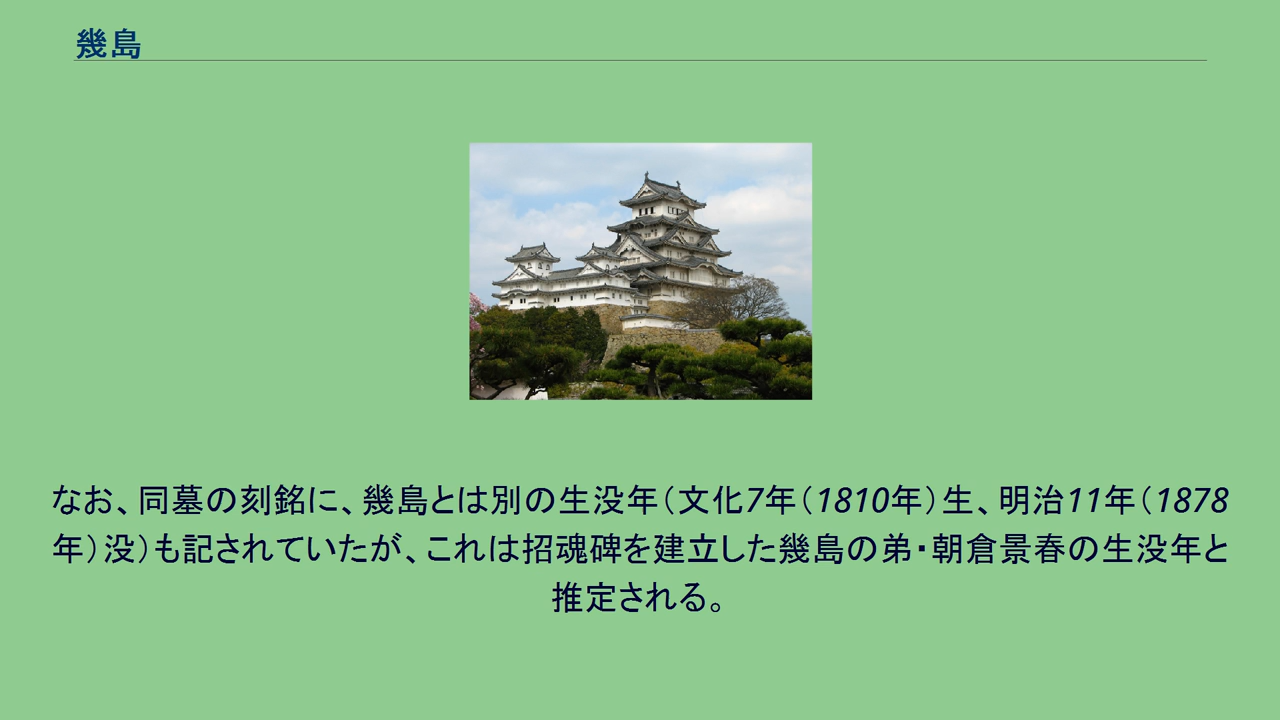 幾島
なお、同墓の刻銘に、幾島とは別の生没年（文化7年（1810年）生、明治11年（1878
年）没）も記されていたが、これは招魂碑を建立した幾島の弟・朝倉景春の生没年と
推定される。